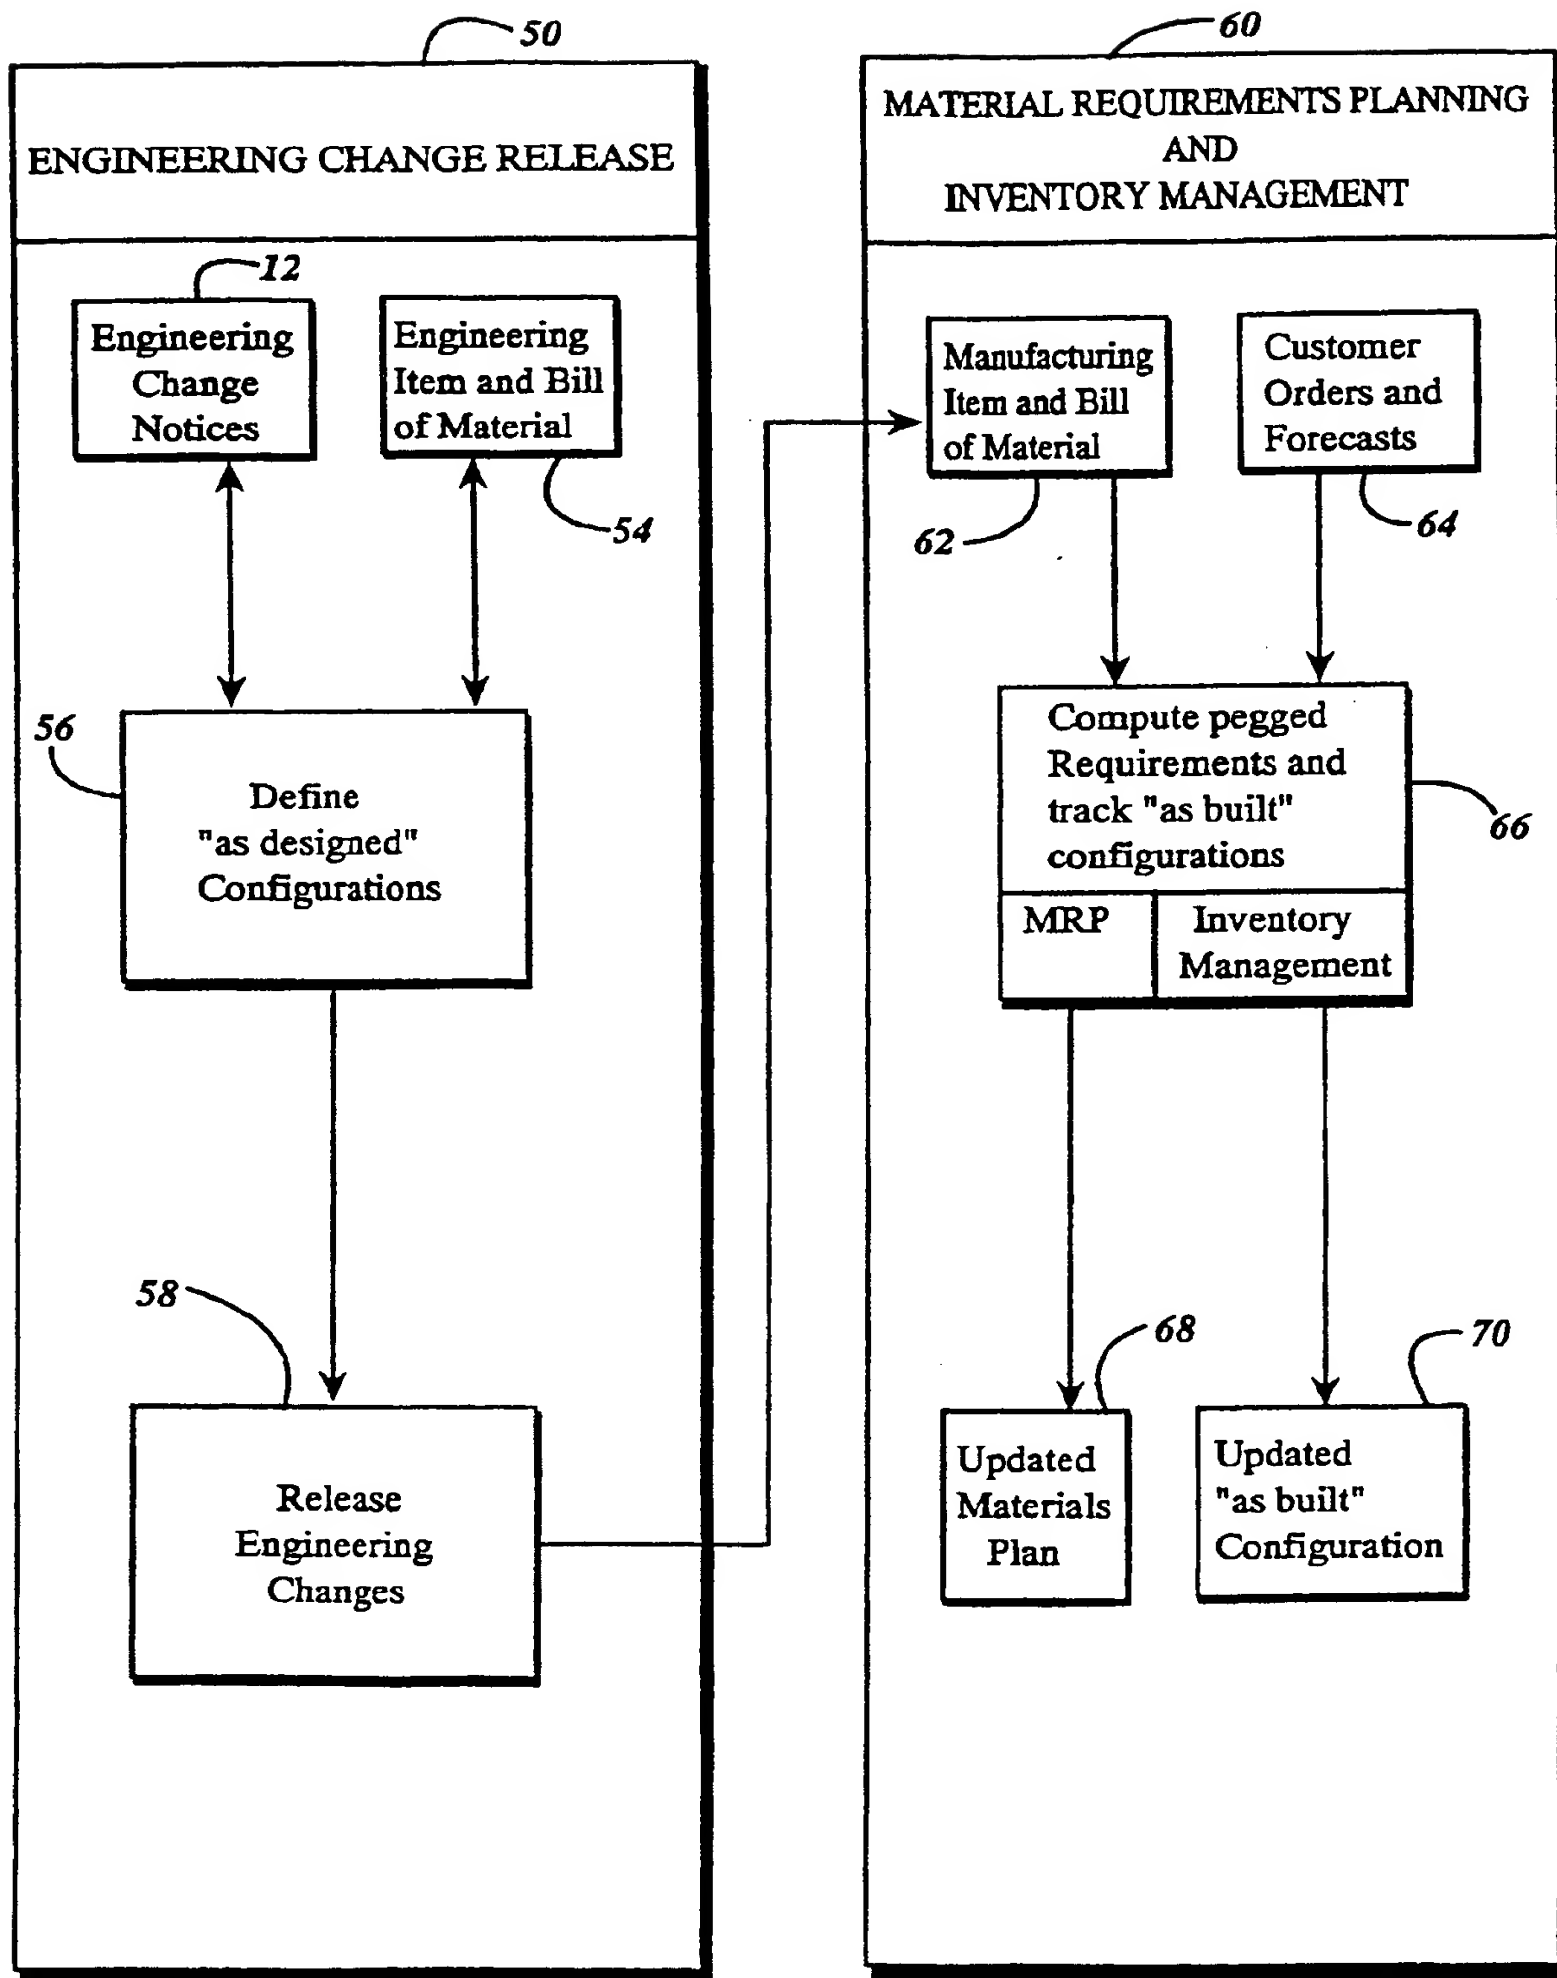 50
ENGINEERING CHANGE RELEASE
12
Engineering
Change
Notices
Engineering
Item and Bill
of Material
54
56
Define
"as designed"
Configurations
58
Release
Engineering
Changes
60
MATERIAL REQUIREMENTS PLANNING
AND
INVENTORY MANAGEMENT
Manufacturing
Item and Bill
of Material
62
Customer
Orders and
Forecasts
64
Compute pegged
Requirements and
track "as built"
configurations
66
MRP
Inventory
Management
68
Updated
Materials
Plan
70
Updated
"as built"
Configuration